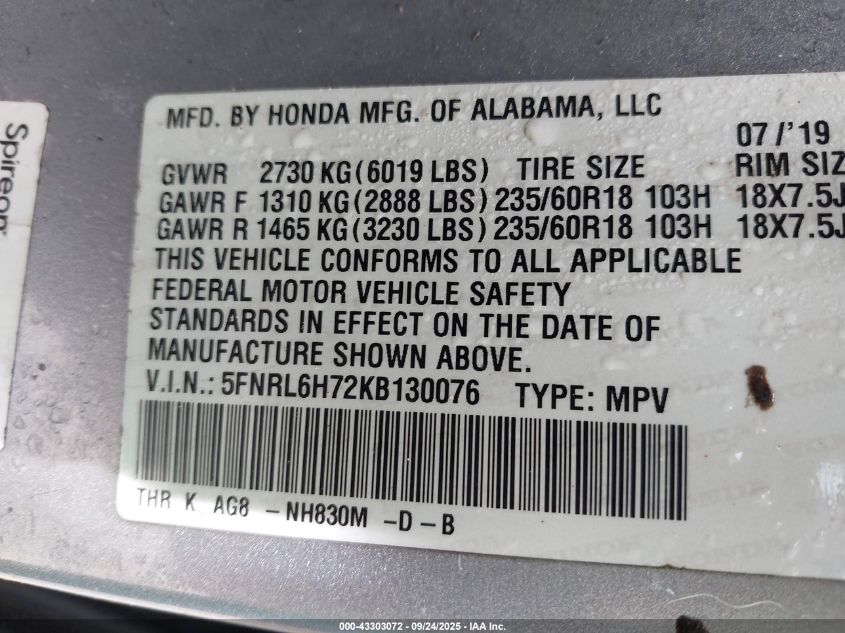 Spireon
MFD. BY HONDA MFG. OF ALABAMA, LLC
07/'19
GVWR 2730 KG (6019 LBS) TIRE SIZE RIM SIZ
GAWR F 1310 KG (2888 LBS) 235/60R18 103H 18X7.5J
GAWR R 1465 KG (3230 LBS) 235/60R18 103H 18X7.5J
THIS VEHICLE CONFORMS TO ALL APPLICABLE
FEDERAL MOTOR VEHICLE SAFETY
STANDARDS IN EFFECT ON THE DATE OF
MANUFACTURE SHOWN ABOVE.
V.I.N.: 5FNRL6H72KB130076 TYPE: MPV
THR K AG8 -NH830M -D-B
000-43303072 - 09/24/2025 - IAA Inc.